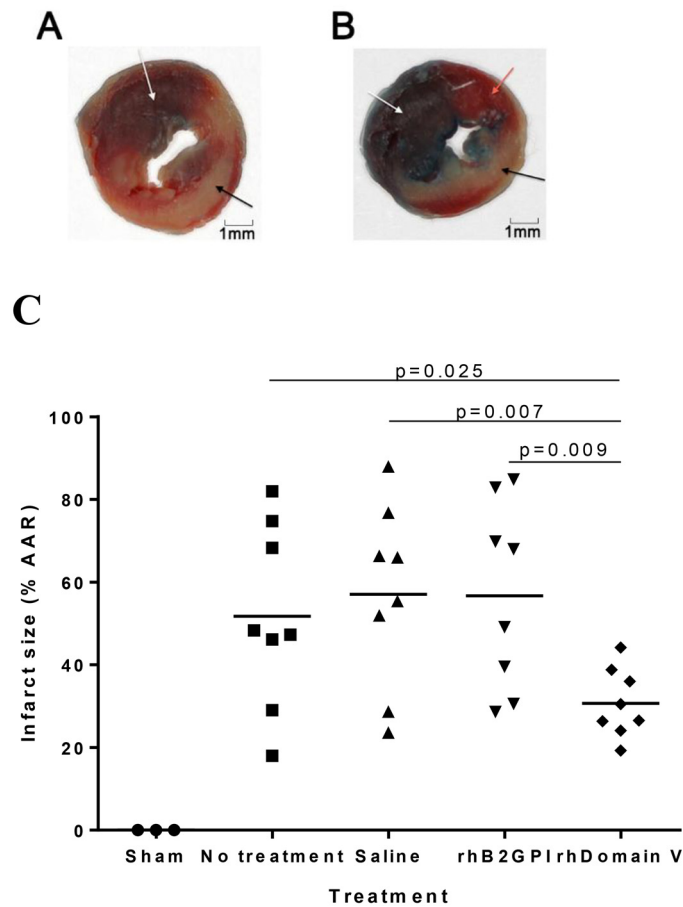 A
B
1mm
1mm
C
p=0.025
p=0.007
p=0.009
100
80
60
40
20
0
Infarct size (% AAR)
Sham No treatment Saline rhB2GPI rhDomain V
Treatment